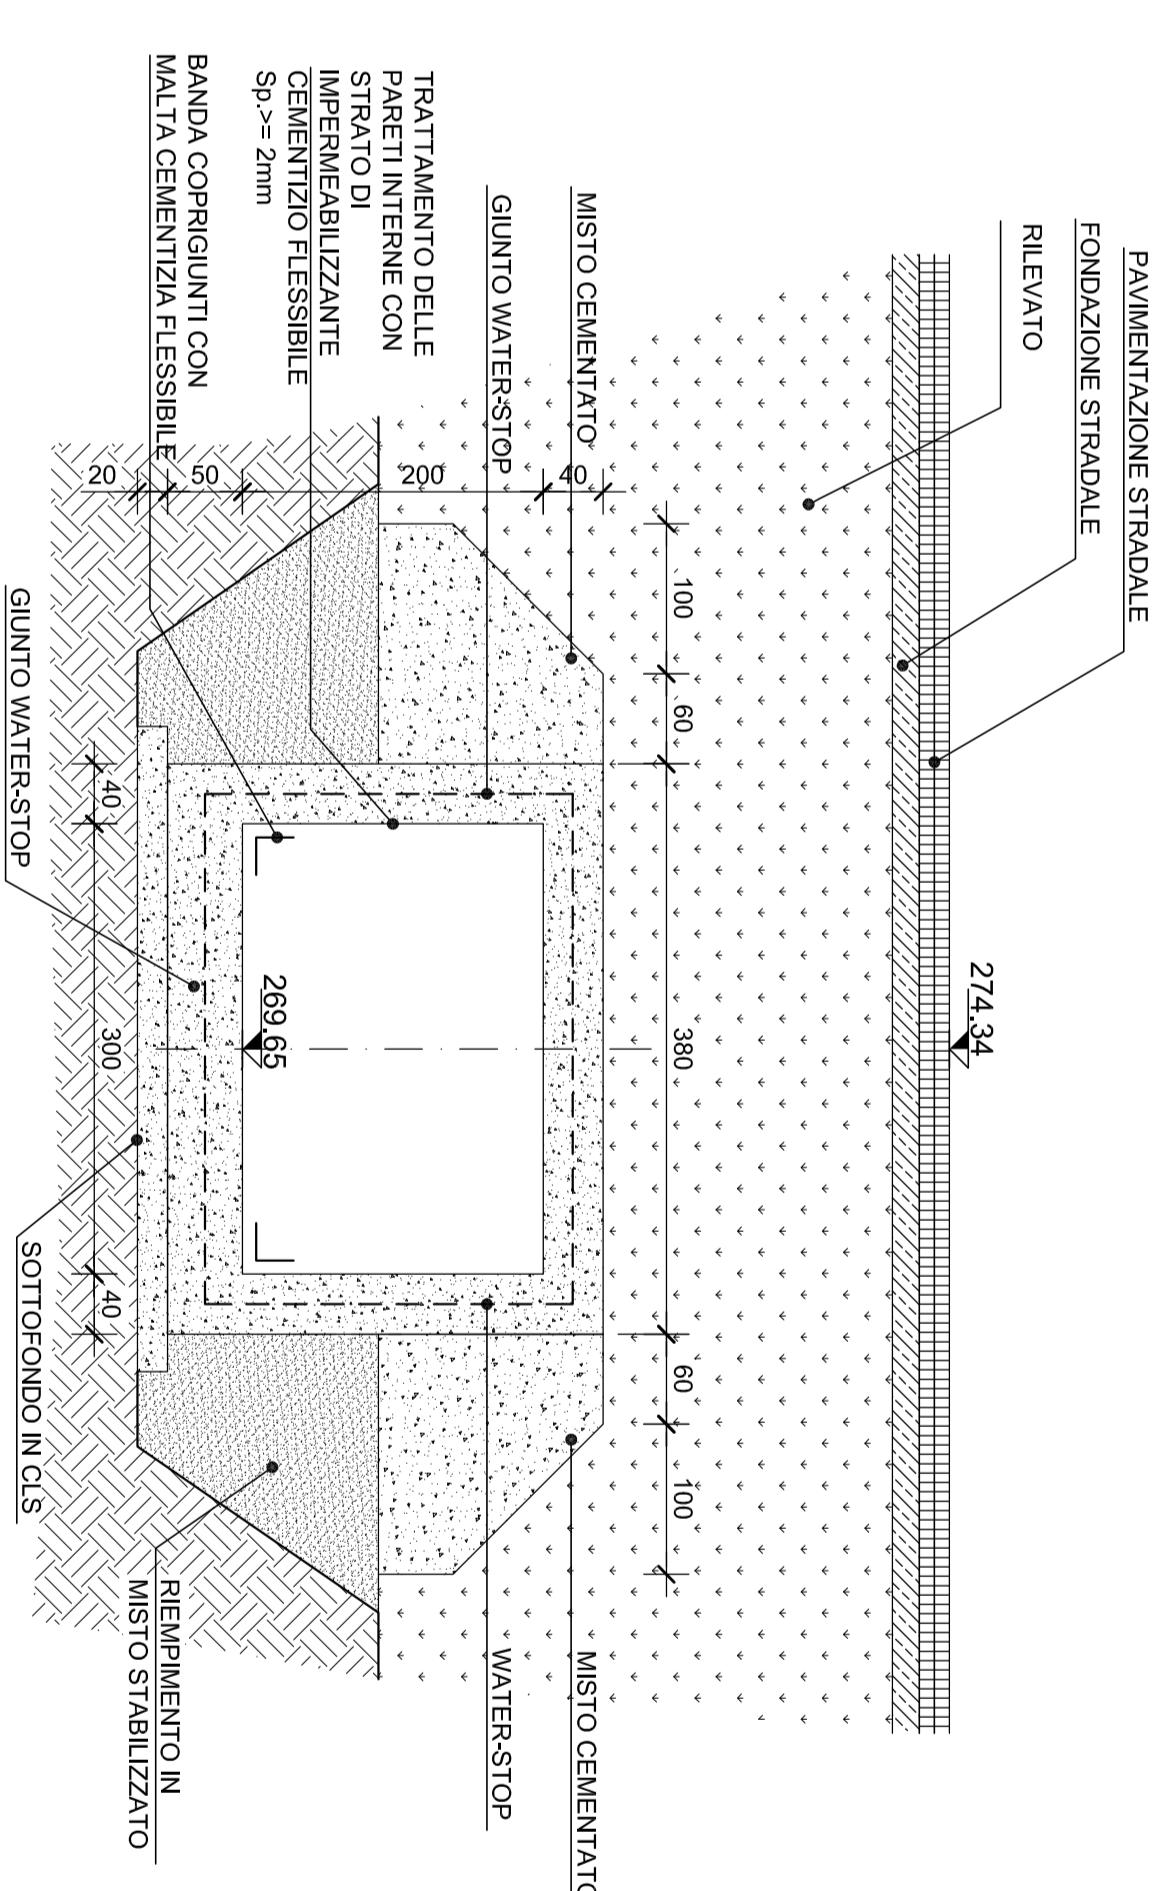 PAVIMENTAZIONE STRADALE
FONDAZIONE STRADALE
RILEVATO
274.34
MISTO CEMENTATO
GIUNTO WATER-STOP
TRATTAMENTO DELLE
PARETI INTERNE CON
STRATO DI
IMPERMEABILIZZANTE
CEMENTIZIO FLESSIBILE
Sp.>= 2mm
BANDA COPRIGIUNTI CON
MALTA CEMENTIZIA FLESSIBILE
100
60
380
60
100
40
200
50
20
269.65
40
300
40
MISTO CEMENTATO
WATER-STOP
RIEMPIMENTO IN
MISTO STABILIZZATO
GIUNTO WATER-STOP
SOTTOFONDO IN CLS